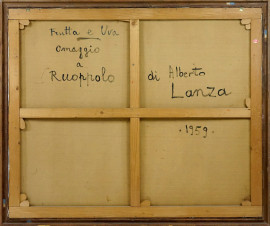 Frutta e Uva
omaggio
a
Ruoppolo
di Alberto
Lanza
·1959·